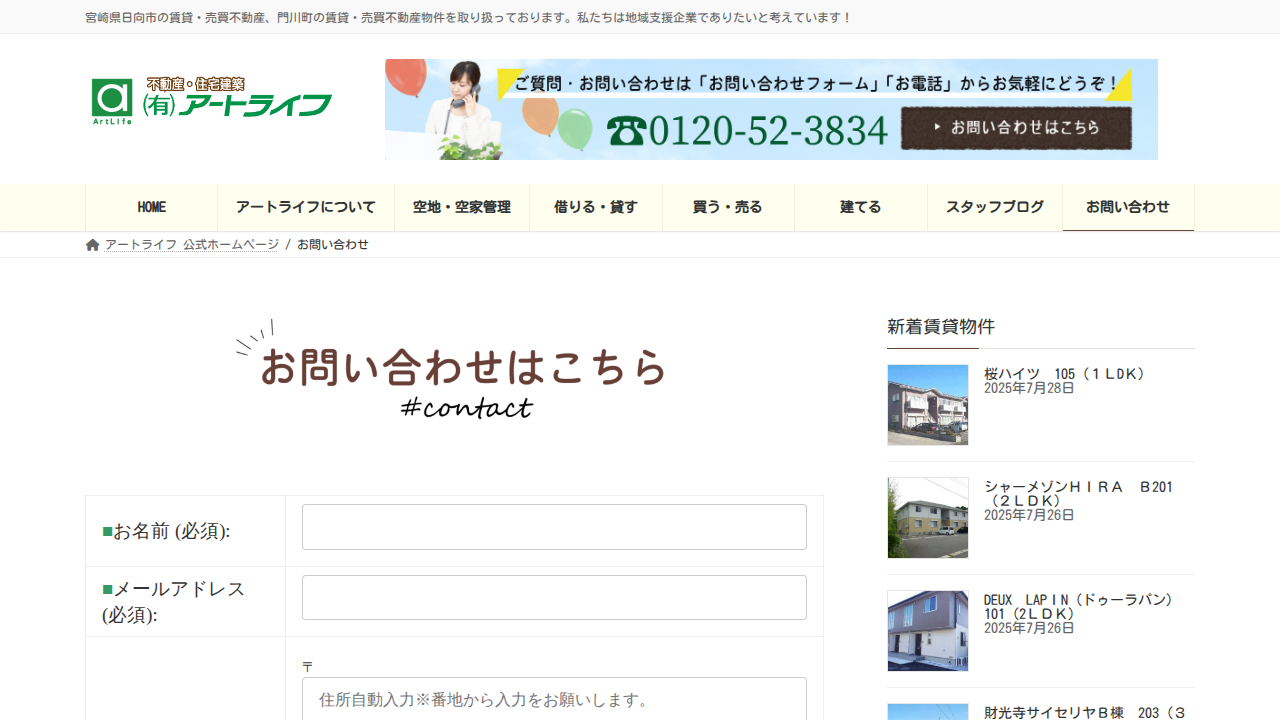 宮崎県日向市の賃貸・売買不動産、門川町の賃貸・売買不動産物件を取り扱っております。私たちは地域支援企業でありたいと考えています！
不動産・住宅建築
㈲アートライフ
ArtLife
ご質問・お問い合わせは「お問い合わせフォーム」「お電話」からお気軽にどうぞ！
☎0120-52-3834
お問い合わせはこちら
HOME
アートライフについて
空地・空家管理
借りる・貸す
買う・売る
建てる
スタッフブログ
お問い合わせ
アートライフ 公式ホームページ / お問い合わせ
お問い合わせはこちら
#contact
■お名前 (必須):
■メールアドレス
(必須):
〒
住所自動入力※番地から入力をお願いします。
新着賃貸物件
桜ハイツ　105（１ＬDＫ）
2025年7月28日
シャーメゾンＨＩＲＡ　Ｂ201
（２ＬＤＫ）
2025年7月26日
DEUX　LAPＩN（ドゥーラパン）
101（2ＬＤＫ）
2025年7月26日
財光寺サイセリヤＢ棟　203（３